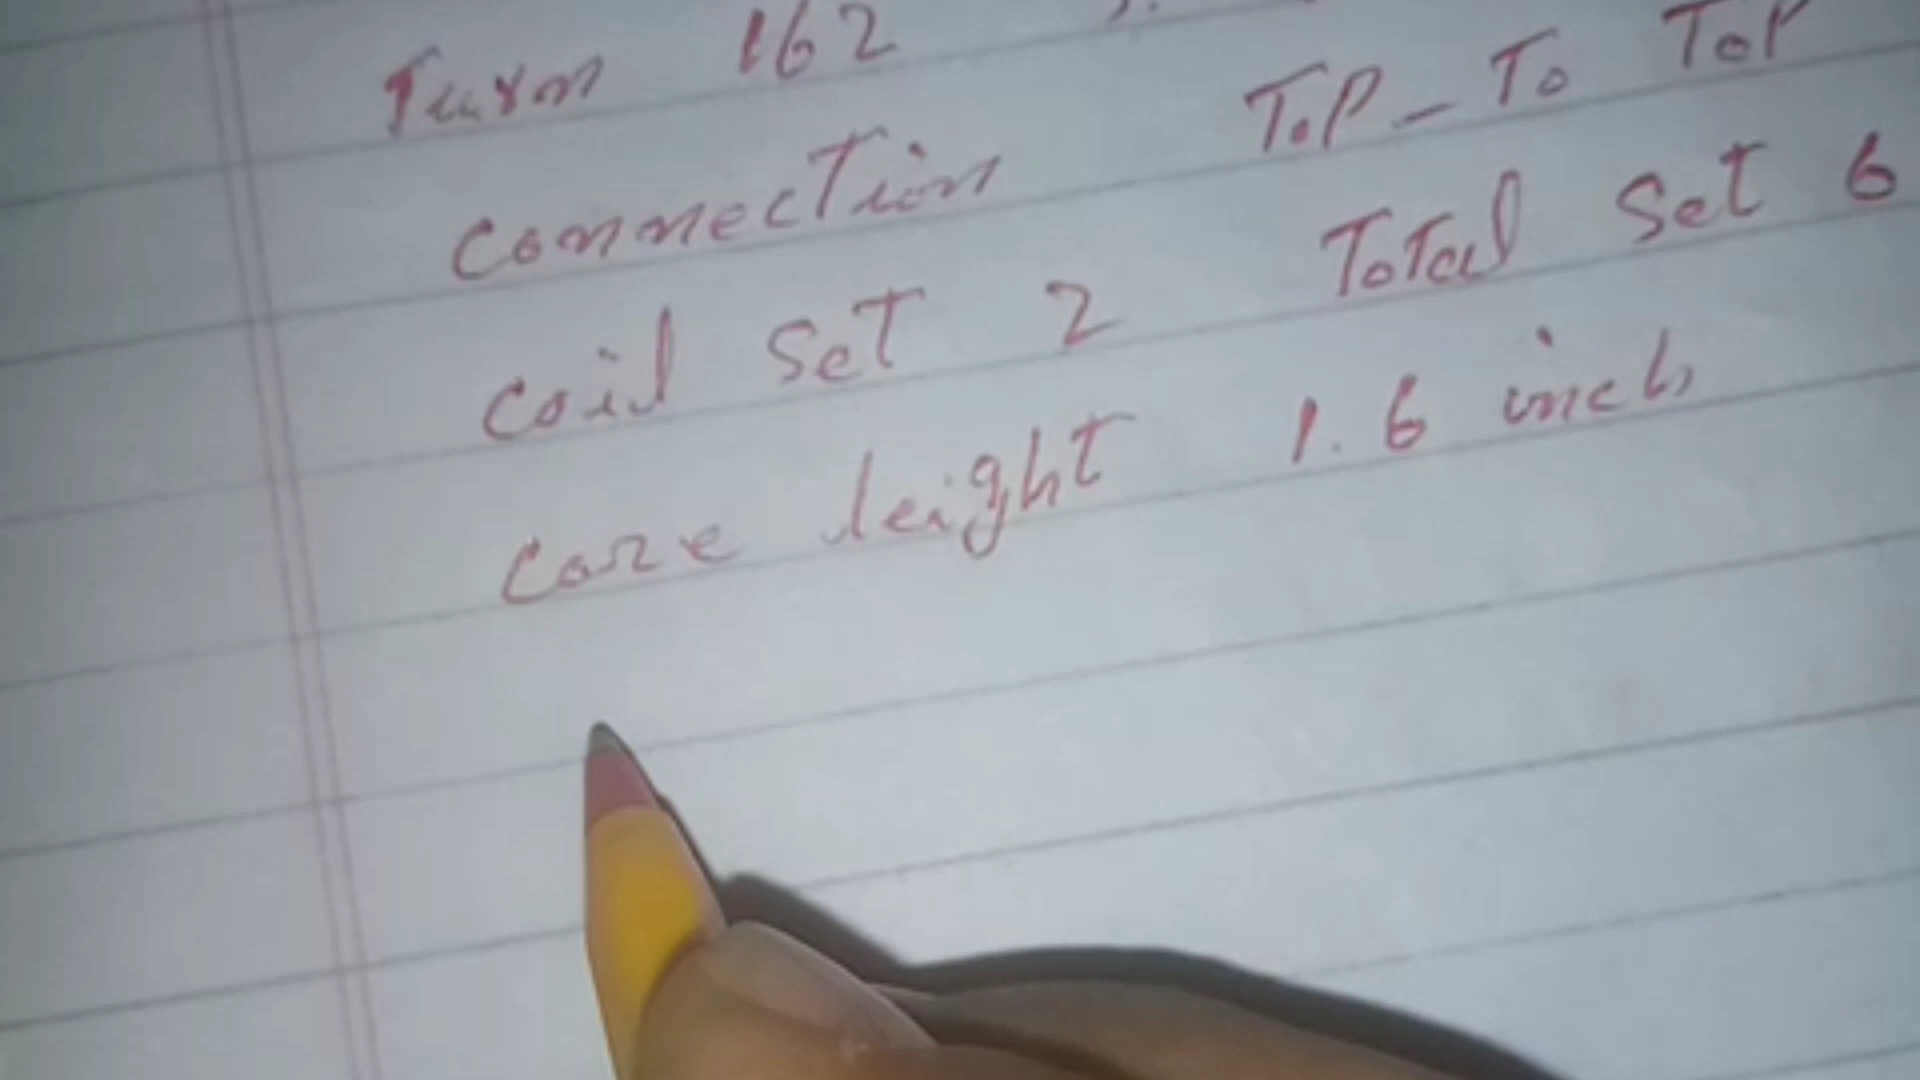 Turn 162
Connection Top - To Top
Coil Set 2 Total Set 6
Core leight 1.6 inch